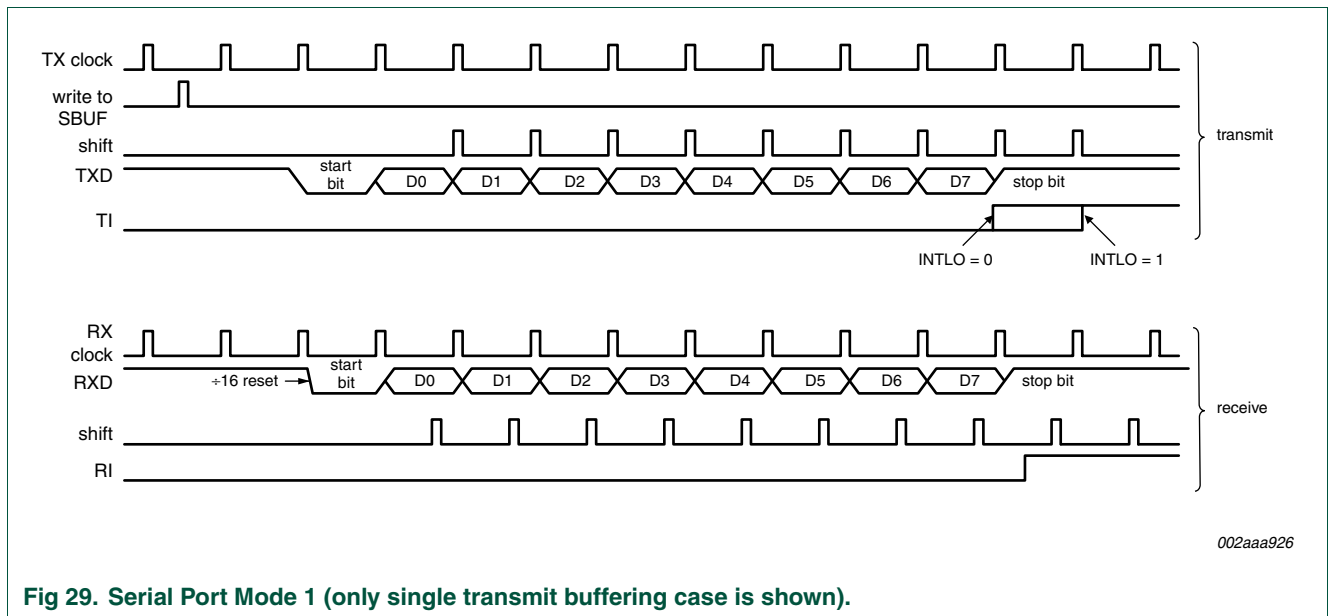 TX clock
write to
SBUF
shift
start
bit
TXD
D0 D1 D2 D3 D4 D5 D6 D7 stop bit
TI
INTLO = 0 INTLO = 1
transmit
RX
clock
start
bit
RXD
÷16 reset
D0 D1 D2 D3 D4 D5 D6 D7 stop bit
shift
RI
receive
002aaa926
Fig 29. Serial Port Mode 1 (only single transmit buffering case is shown).